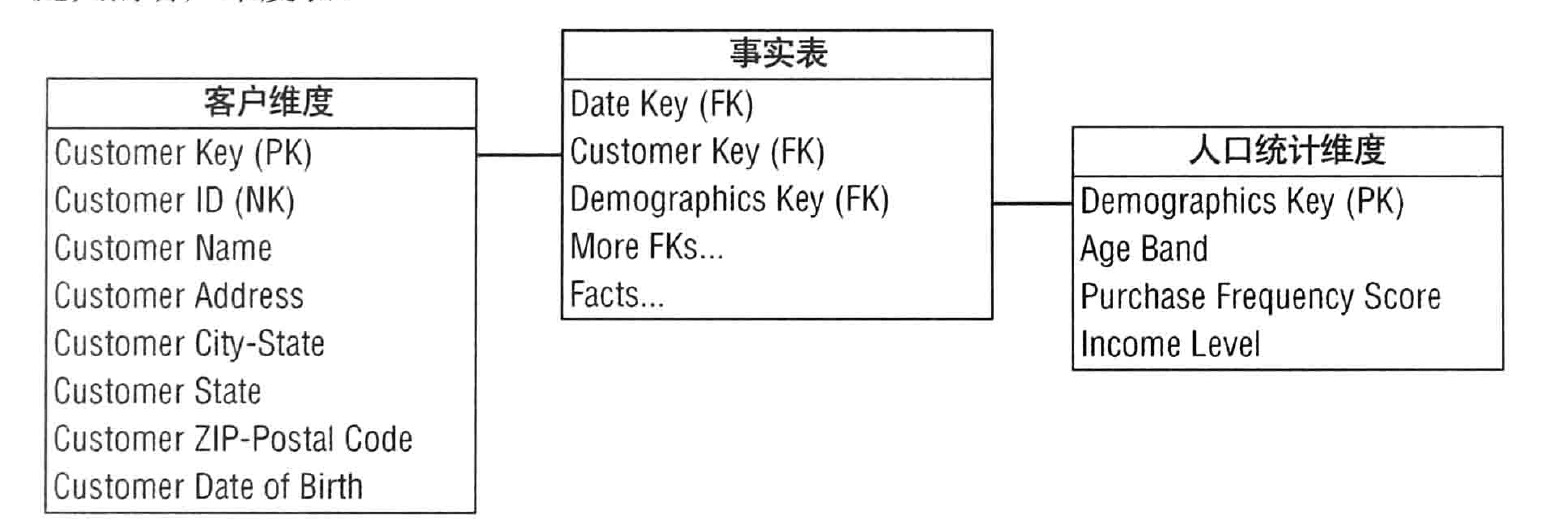 客户维度
Customer Key (PK)
Customer ID (NK)
Customer Name
Customer Address
Customer City-State
Customer State
Customer ZIP-Postal Code
Customer Date of Birth
事实表
Date Key (FK)
Customer Key (FK)
Demographics Key (FK)
More FKs...
Facts...
人口统计维度
Demographics Key (PK)
Age Band
Purchase Frequency Score
Income Level